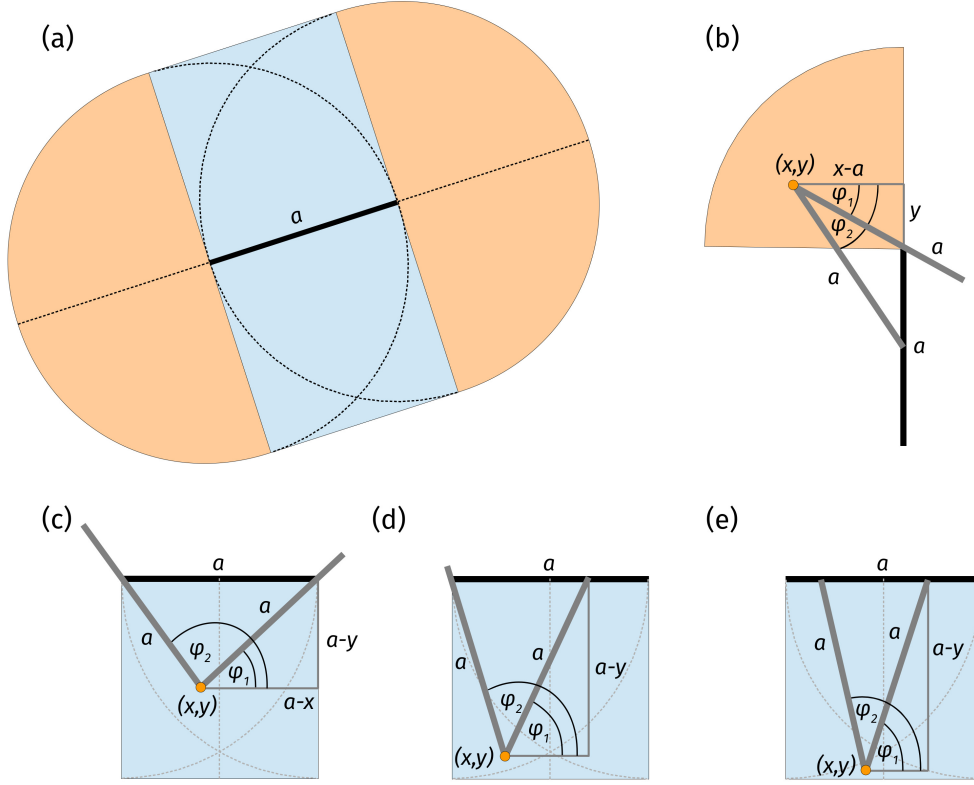 (a)
a
(b)
(x,y)
x-a
φ1
φ2
y
a
a
a
(c)
a
a
a
φ2
φ1
a-y
(x,y)
a-x
(d)
a
a
a
a-y
φ2
φ1
(x,y)
(e)
a
a
a
a-y
φ2
φ1
(x,y)